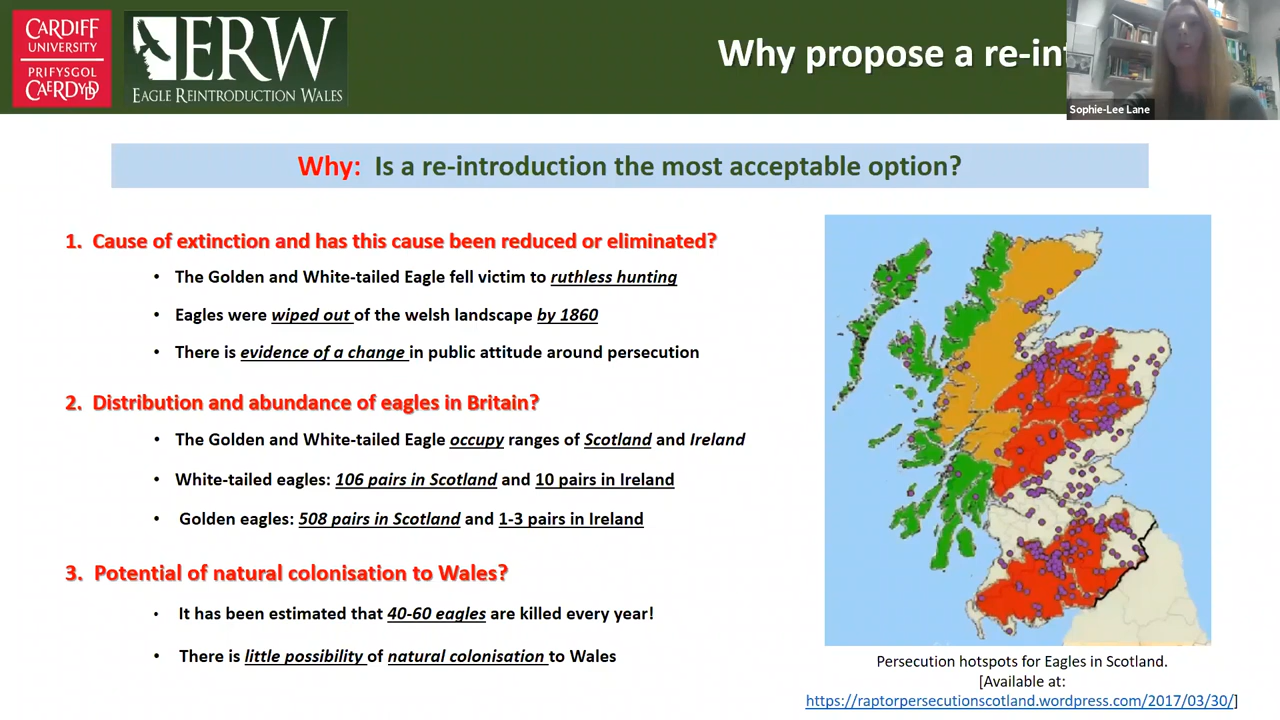 CARDIFF
UNIVERSITY
PRIFYSGOL
CAERDYDD
ERW
EAGLE REINTRODUCTION WALES
Why propose a re-in
Sophie-Lee Lane
Why: Is a re-introduction the most acceptable option?
1. Cause of extinction and has this cause been reduced or eliminated?
• The Golden and White-tailed Eagle fell victim to ruthless hunting
• Eagles were wiped out of the welsh landscape by 1860
• There is evidence of a change in public attitude around persecution
2. Distribution and abundance of eagles in Britain?
• The Golden and White-tailed Eagle occupy ranges of Scotland and Ireland
• White-tailed eagles: 106 pairs in Scotland and 10 pairs in Ireland
• Golden eagles: 508 pairs in Scotland and 1-3 pairs in Ireland
3. Potential of natural colonisation to Wales?
• It has been estimated that 40-60 eagles are killed every year!
• There is little possibility of natural colonisation to Wales
Persecution hotspots for Eagles in Scotland.
[Available at:
https://raptorpersecutionscotland.wordpress.com/2017/03/30/]